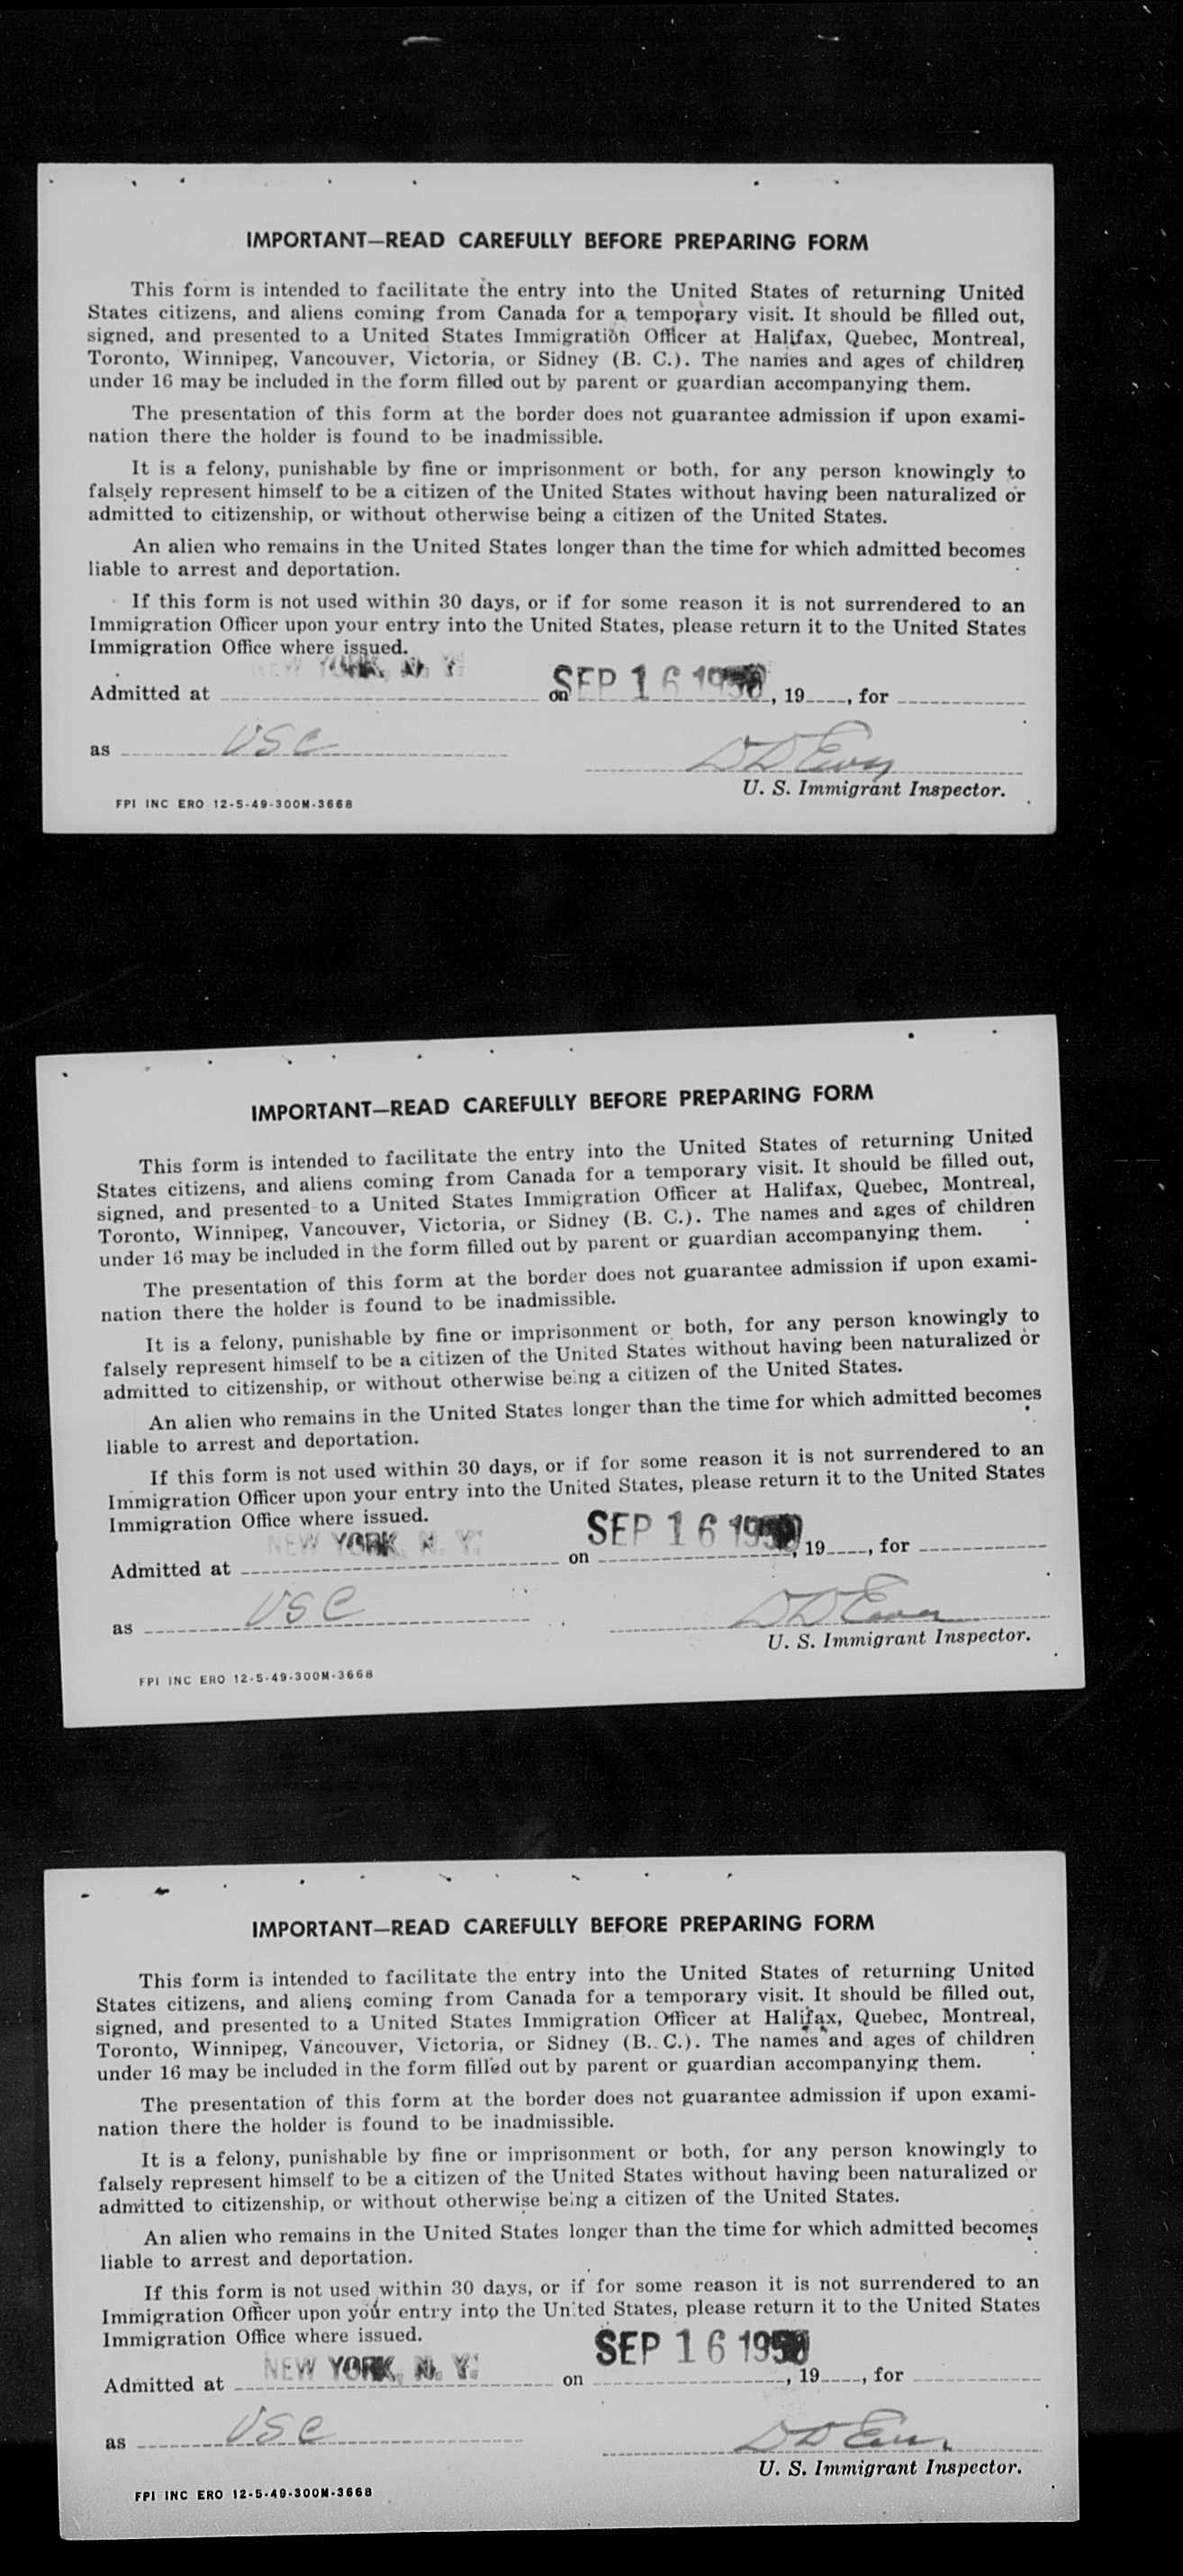 IMPORTANT—READ CAREFULLY BEFORE PREPARING FORM
This form is intended to facilitate the entry into the United States of returning United
States citizens, and aliens coming from Canada for a temporary visit. It should be filled out,
signed, and presented to a United States Immigration Officer at Halifax, Quebec, Montreal,
Toronto, Winnipeg, Vancouver, Victoria, or Sidney (B. C.). The names and ages of children
under 16 may be included in the form filled out by parent or guardian accompanying them.
The presentation of this form at the border does not guarantee admission if upon exami-
nation there the holder is found to be inadmissible.
It is a felony, punishable by fine or imprisonment or both, for any person knowingly to
falsely represent himself to be a citizen of the United States without having been naturalized or
admitted to citizenship, or without otherwise being a citizen of the United States.
An alien who remains in the United States longer than the time for which admitted becomes
liable to arrest and deportation.
If this form is not used within 30 days, or if for some reason it is not surrendered to an
Immigration Officer upon your entry into the United States, please return it to the United States
Immigration Office where issued.
Admitted at NEW YORK, N. Y. on SEP 16 1950, 19____, for
as USC
U. S. Immigrant Inspector.
FPI INC ERO 12-5-49-300M-3668
IMPORTANT—READ CAREFULLY BEFORE PREPARING FORM
This form is intended to facilitate the entry into the United States of returning United
States citizens, and aliens coming from Canada for a temporary visit. It should be filled out,
signed, and presented to a United States Immigration Officer at Halifax, Quebec, Montreal,
Toronto, Winnipeg, Vancouver, Victoria, or Sidney (B. C.). The names and ages of children
under 16 may be included in the form filled out by parent or guardian accompanying them.
The presentation of this form at the border does not guarantee admission if upon exami-
nation there the holder is found to be inadmissible.
It is a felony, punishable by fine or imprisonment or both, for any person knowingly to
falsely represent himself to be a citizen of the United States without having been naturalized or
admitted to citizenship, or without otherwise being a citizen of the United States.
An alien who remains in the United States longer than the time for which admitted becomes
liable to arrest and deportation.
If this form is not used within 30 days, or if for some reason it is not surrendered to an
Immigration Officer upon your entry into the United States, please return it to the United States
Immigration Office where issued.
Admitted at NEW YORK, N. Y. on SEP 16 1950, 19____, for
as USC
U. S. Immigrant Inspector.
FPI INC ERO 12-5-49-300M-3668
IMPORTANT—READ CAREFULLY BEFORE PREPARING FORM
This form is intended to facilitate the entry into the United States of returning United
States citizens, and aliens coming from Canada for a temporary visit. It should be filled out,
signed, and presented to a United States Immigration Officer at Halifax, Quebec, Montreal,
Toronto, Winnipeg, Vancouver, Victoria, or Sidney (B. C.). The names and ages of children
under 16 may be included in the form filled out by parent or guardian accompanying them.
The presentation of this form at the border does not guarantee admission if upon exami-
nation there the holder is found to be inadmissible.
It is a felony, punishable by fine or imprisonment or both, for any person knowingly to
falsely represent himself to be a citizen of the United States without having been naturalized or
admitted to citizenship, or without otherwise being a citizen of the United States.
An alien who remains in the United States longer than the time for which admitted becomes
liable to arrest and deportation.
If this form is not used within 30 days, or if for some reason it is not surrendered to an
Immigration Officer upon your entry into the United States, please return it to the United States
Immigration Office where issued.
Admitted at NEW YORK, N. Y. on SEP 16 1950, 19____, for
as USC
U. S. Immigrant Inspector.
FPI INC ERO 12-5-49-300M-3668